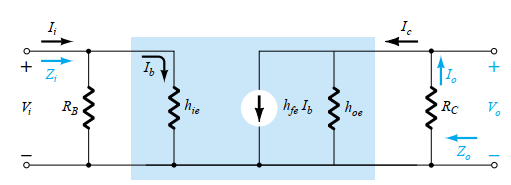 I_i I_c
+ Z_i I_b I_o +
V_i R_B h_ie h_fe I_b h_oe R_C V_o
− Z_o −